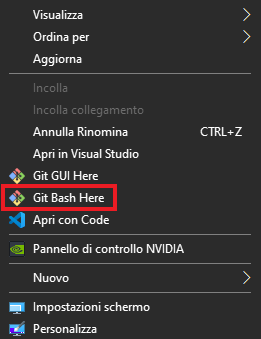 Visualizza
Ordina per
Aggiorna
Incolla
Incolla collegamento
Annulla Rinomina CTRL+Z
Apri in Visual Studio
Git GUI Here
Git Bash Here
Apri con Code
Pannello di controllo NVIDIA
Nuovo
Impostazioni schermo
Personalizza